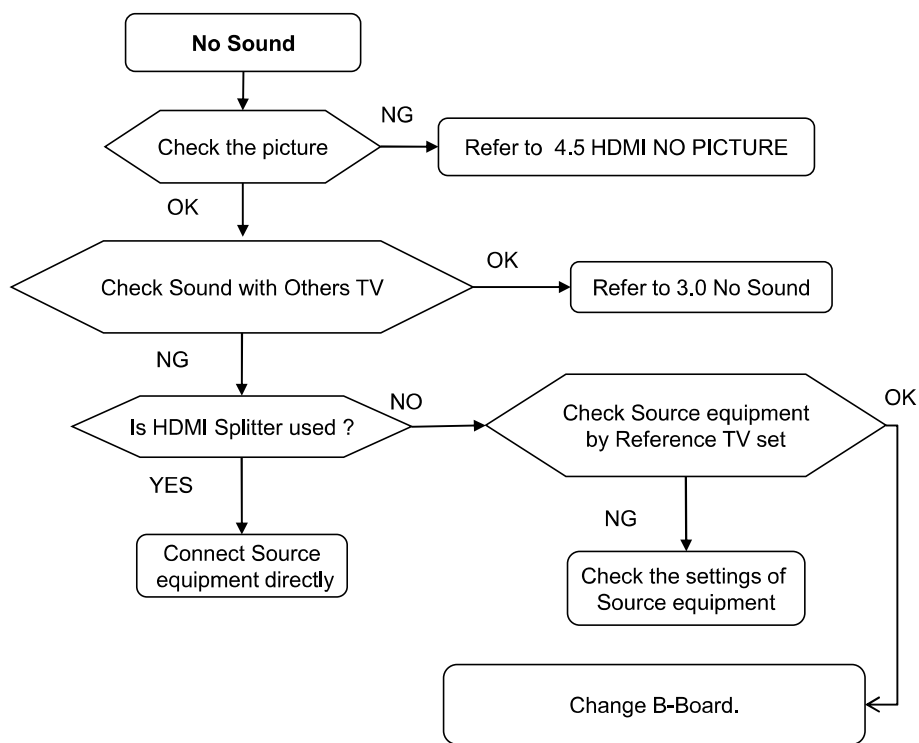 No Sound
Check the picture
NG
Refer to 4.5 HDMI NO PICTURE
OK
Check Sound with Others TV
OK
Refer to 3.0 No Sound
NG
Is HDMI Splitter used ?
NO
Check Source equipment
by Reference TV set
OK
YES
Connect Source
equipment directly
NG
Check the settings of
Source equipment
Change B-Board.